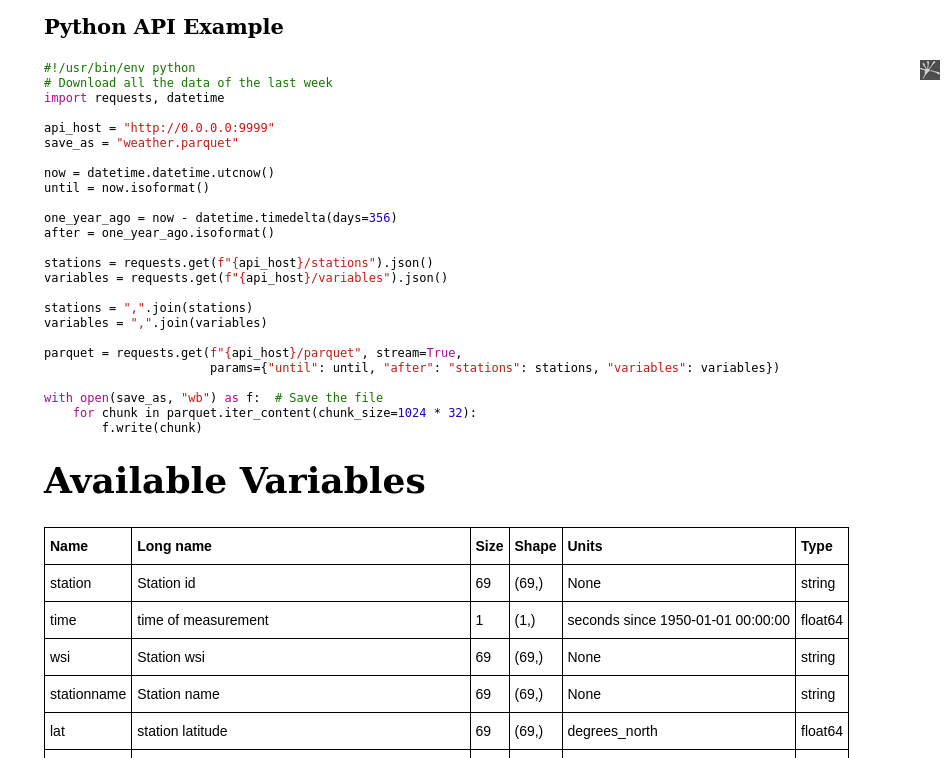 Python API Example
#!/usr/bin/env python
# Download all the data of the last week
import requests, datetime
api_host = "http://0.0.0.0:9999"
save_as = "weather.parquet"
now = datetime.datetime.utcnow()
until = now.isoformat()
one_year_ago = now - datetime.timedelta(days=356)
after = one_year_ago.isoformat()
stations = requests.get(f"{api_host}/stations").json()
variables = requests.get(f"{api_host}/variables").json()
stations = ",".join(stations)
variables = ",".join(variables)
parquet = requests.get(f"{api_host}/parquet", stream=True,
                       params={"until": until, "after": "stations": stations, "variables": variables})
with open(save_as, "wb") as f:  # Save the file
    for chunk in parquet.iter_content(chunk_size=1024 * 32):
        f.write(chunk)
Available Variables
Name Long name Size Shape Units Type
station Station id 69 (69,) None string
time time of measurement 1 (1,) seconds since 1950-01-01 00:00:00 float64
wsi Station wsi 69 (69,) None string
stationname Station name 69 (69,) None string
lat station latitude 69 (69,) degrees_north float64